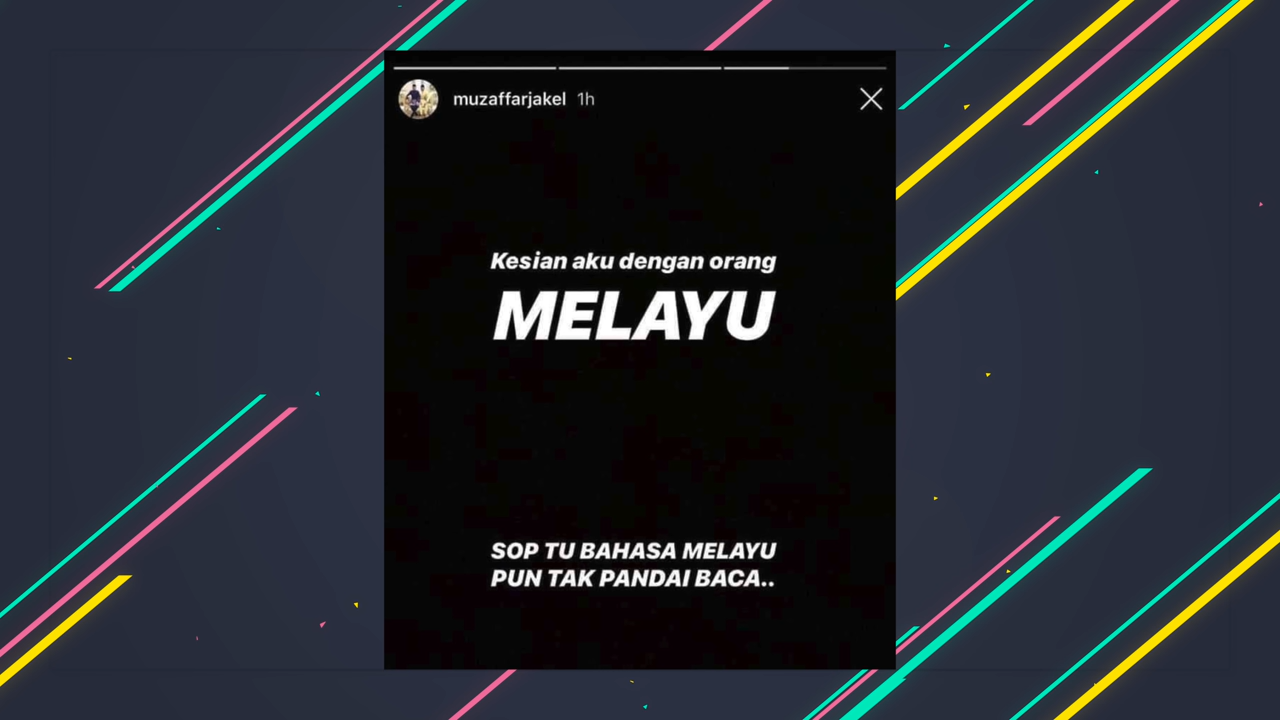 muzaffarjakel 1h
Kesian aku dengan orang
MELAYU
SOP TU BAHASA MELAYU
PUN TAK PANDAI BACA..